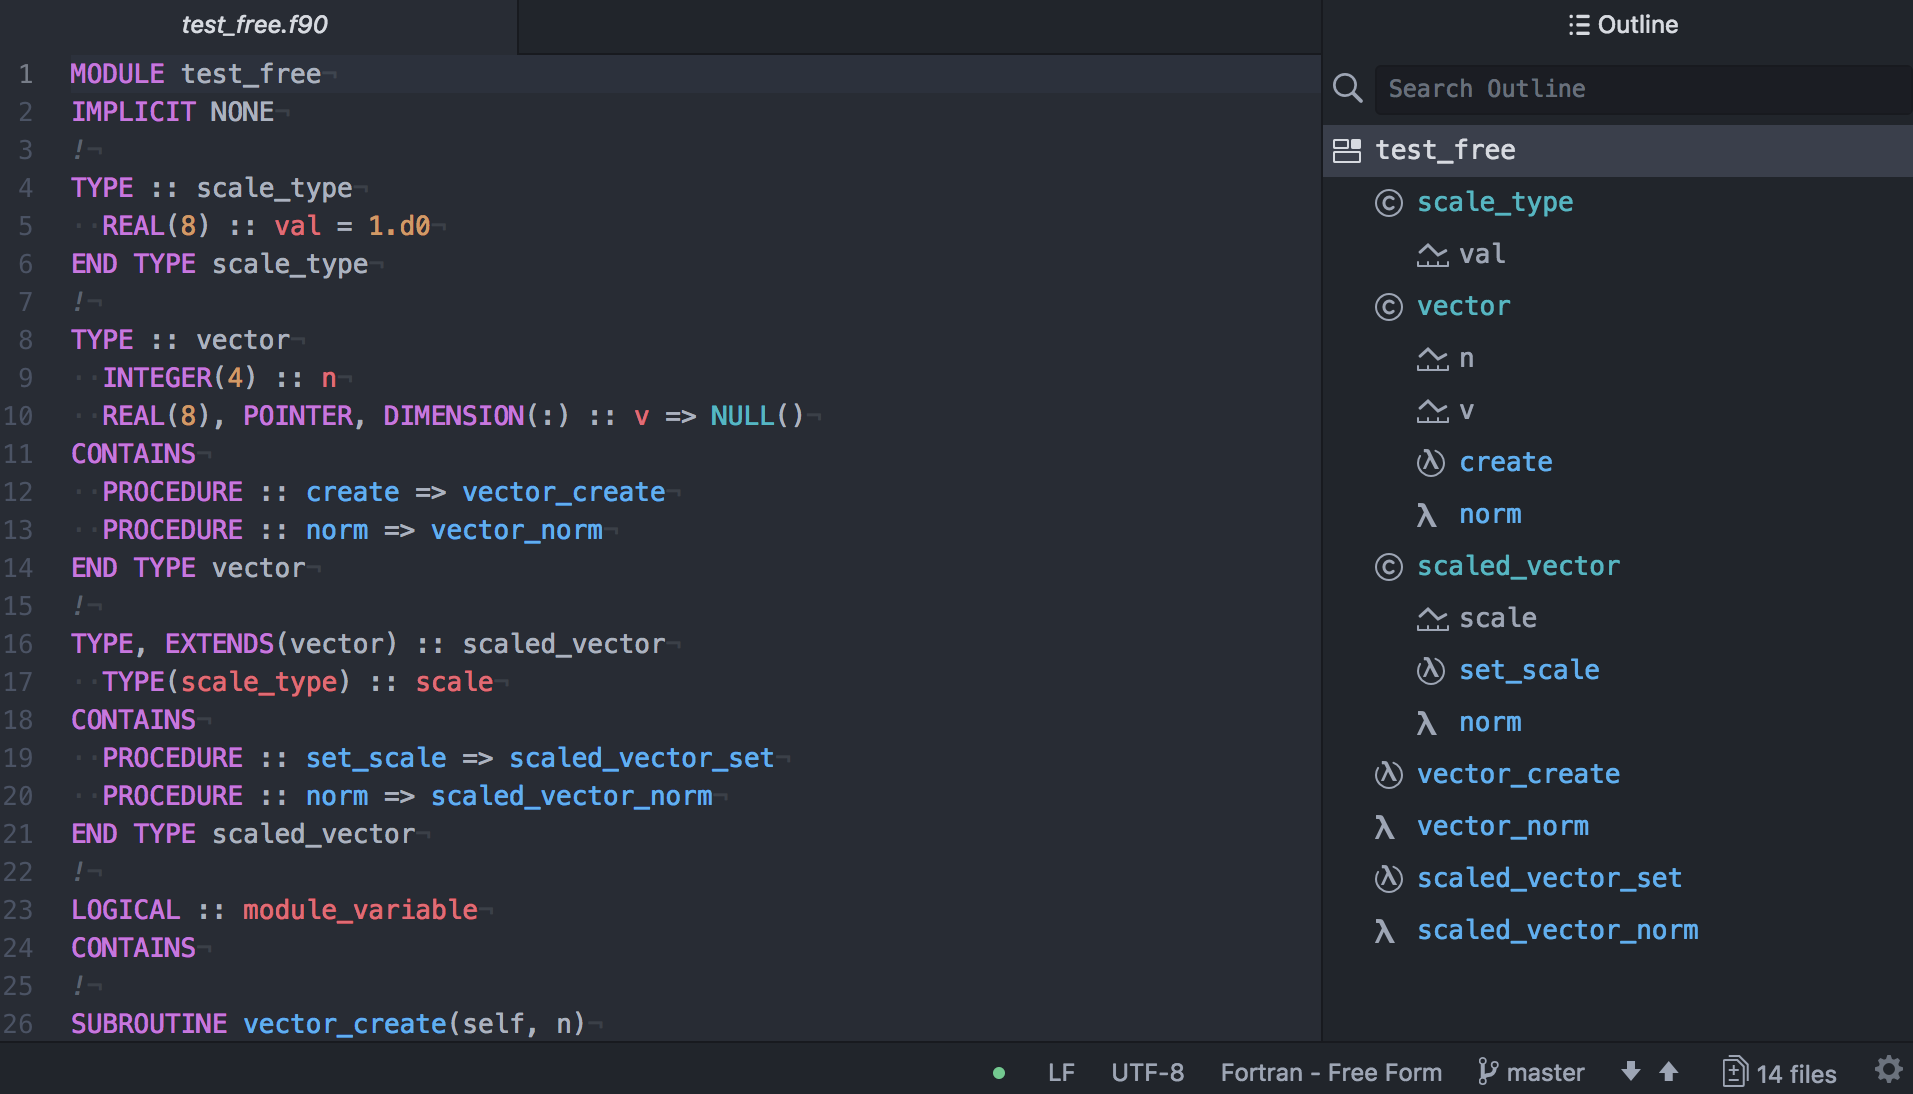 test_free.f90
1 MODULE test_free¬
2 IMPLICIT NONE¬
3 !¬
4 TYPE :: scale_type¬
5 ··REAL(8) :: val = 1.d0¬
6 END TYPE scale_type¬
7 !¬
8 TYPE :: vector¬
9 ··INTEGER(4) :: n¬
10 ··REAL(8), POINTER, DIMENSION(:) :: v => NULL()¬
11 CONTAINS¬
12 ··PROCEDURE :: create => vector_create¬
13 ··PROCEDURE :: norm => vector_norm¬
14 END TYPE vector¬
15 !¬
16 TYPE, EXTENDS(vector) :: scaled_vector¬
17 ··TYPE(scale_type) :: scale¬
18 CONTAINS¬
19 ··PROCEDURE :: set_scale => scaled_vector_set¬
20 ··PROCEDURE :: norm => scaled_vector_norm¬
21 END TYPE scaled_vector¬
22 !¬
23 LOGICAL :: module_variable¬
24 CONTAINS¬
25 !¬
26 SUBROUTINE vector_create(self, n)¬
Outline
Search Outline
test_free
C scale_type
val
C vector
n
v
λ create
λ norm
C scaled_vector
scale
λ set_scale
λ norm
λ vector_create
λ vector_norm
λ scaled_vector_set
λ scaled_vector_norm
LF UTF-8 Fortran - Free Form master 14 files